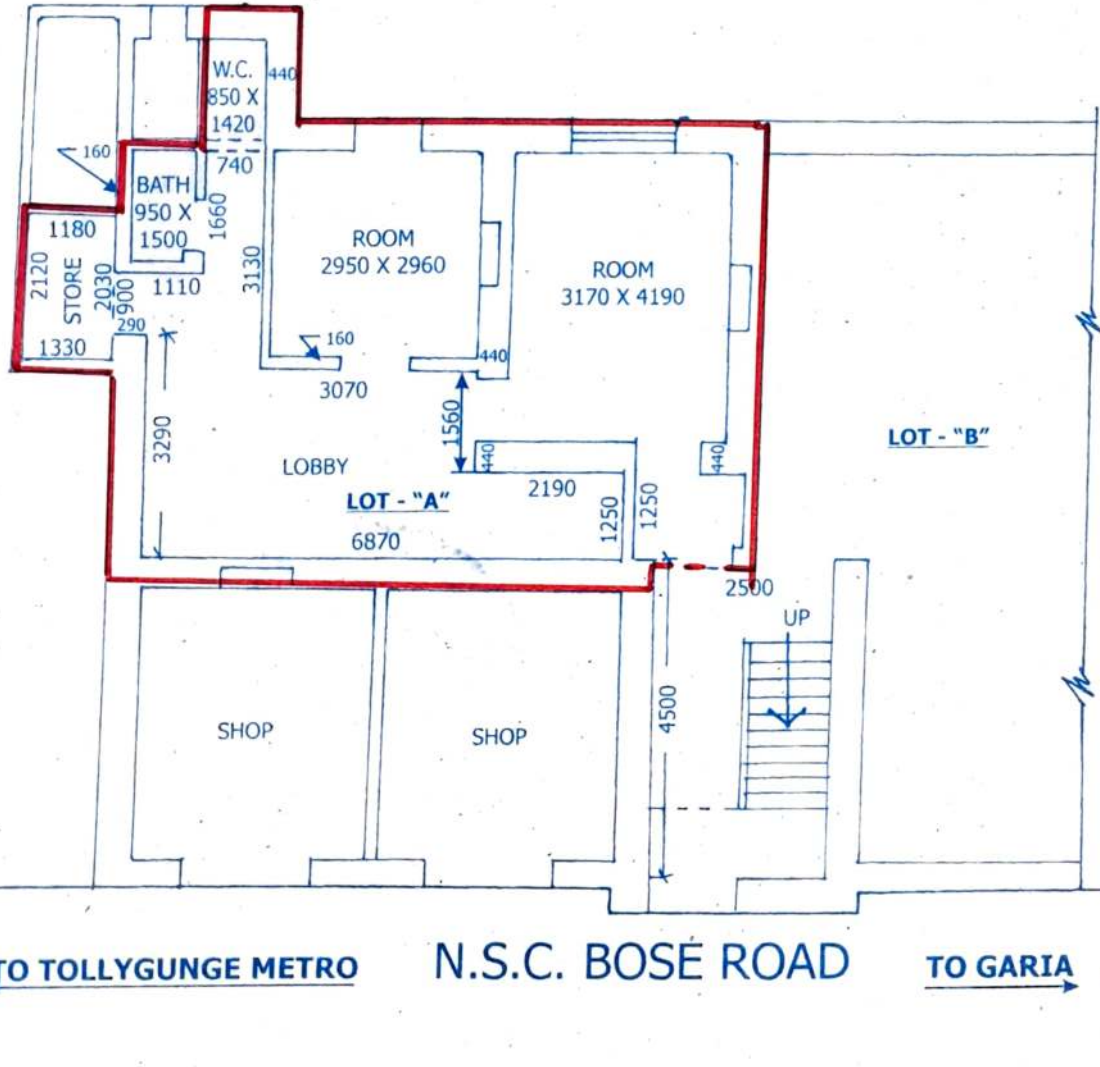 W.C.
850 X
1420
440
740
160
BATH
950 X
1500
1660
1180
2120
STORE
2030
900
1110
290
1330
3130
ROOM
2950 X 2960
ROOM
3170 X 4190
160
3070
440
1560
3290
LOBBY
LOT - "A"
440
2190
1250
1250
440
6870
LOT - "B"
2500
UP
4500
SHOP
SHOP
TO TOLLYGUNGE METRO
N.S.C. BOSE ROAD
TO GARIA